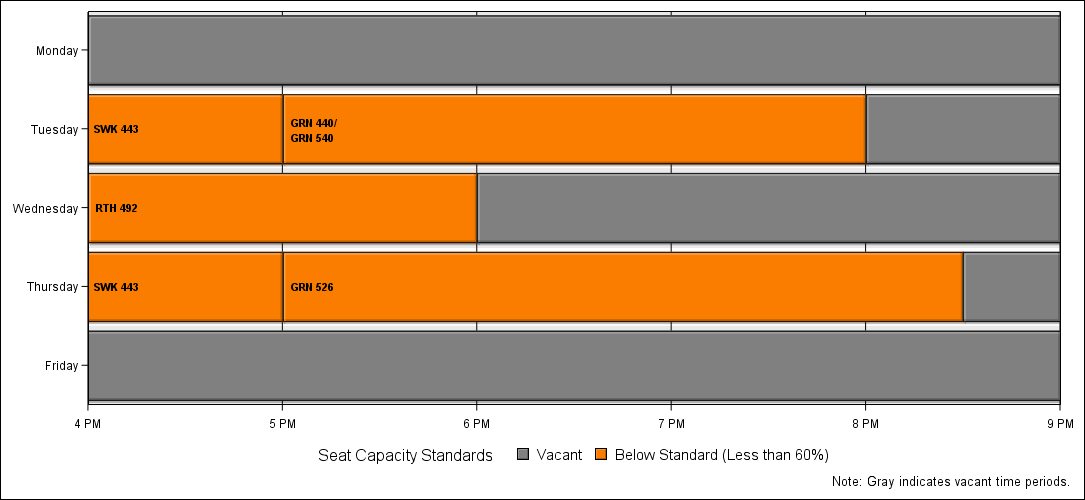 Monday
Tuesday
SWK 443
GRN 440/
GRN 540
Wednesday
RTH 492
Thursday
SWK 443
GRN 526
Friday
4 PM 5 PM 6 PM 7 PM 8 PM 9 PM
Seat Capacity Standards Vacant Below Standard (Less than 60%)
Note: Gray indicates vacant time periods.